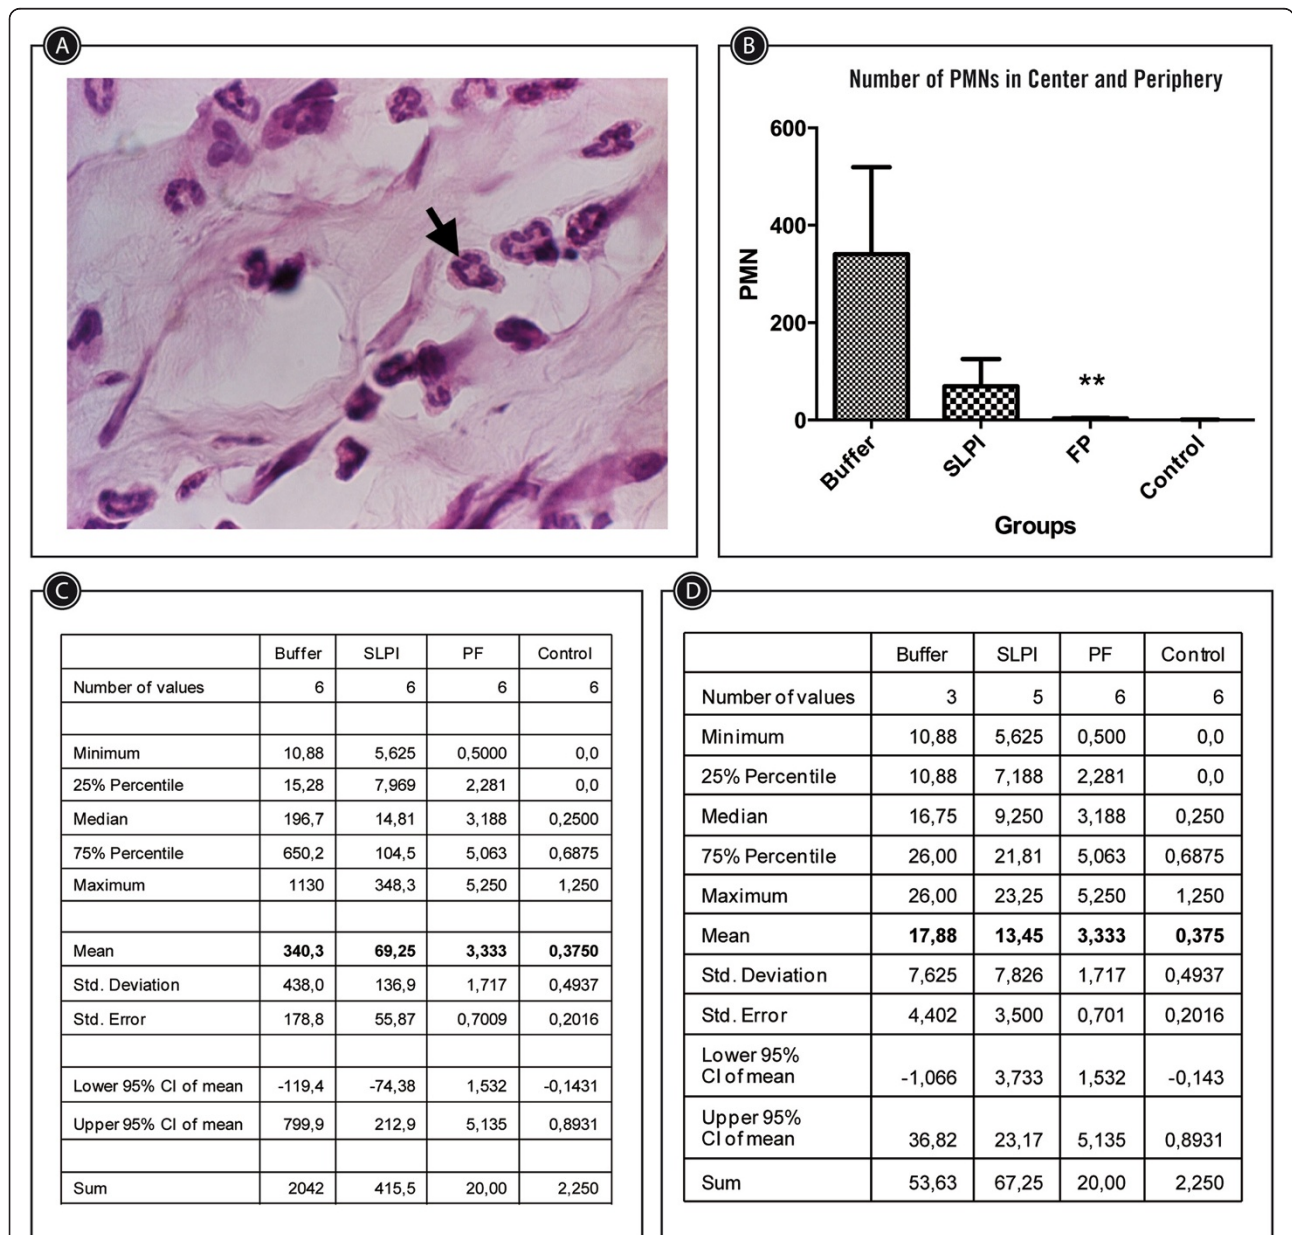 A
B
Number of PMNs in Center and Periphery
600
400
200
0
PMN
**
Buffer
SLPI
FP
Control
Groups
C
Buffer SLPI PF Control
Number of values 6 6 6 6
Minimum 10,88 5,625 0,5000 0,0
25% Percentile 15,28 7,969 2,281 0,0
Median 196,7 14,81 3,188 0,2500
75% Percentile 650,2 104,5 5,063 0,6875
Maximum 1130 348,3 5,250 1,250
Mean 340,3 69,25 3,333 0,3750
Std. Deviation 438,0 136,9 1,717 0,4937
Std. Error 178,8 55,87 0,7009 0,2016
Lower 95% CI of mean -119,4 -74,38 1,532 -0,1431
Upper 95% CI of mean 799,9 212,9 5,135 0,8931
Sum 2042 415,5 20,00 2,250
D
Buffer SLPI PF Control
Number of values 3 5 6 6
Minimum 10,88 5,625 0,500 0,0
25% Percentile 10,88 7,188 2,281 0,0
Median 16,75 9,250 3,188 0,250
75% Percentile 26,00 21,81 5,063 0,6875
Maximum 26,00 23,25 5,250 1,250
Mean 17,88 13,45 3,333 0,375
Std. Deviation 7,625 7,826 1,717 0,4937
Std. Error 4,402 3,500 0,701 0,2016
Lower 95%
CI of mean -1,066 3,733 1,532 -0,143
Upper 95%
CI of mean 36,82 23,17 5,135 0,8931
Sum 53,63 67,25 20,00 2,250